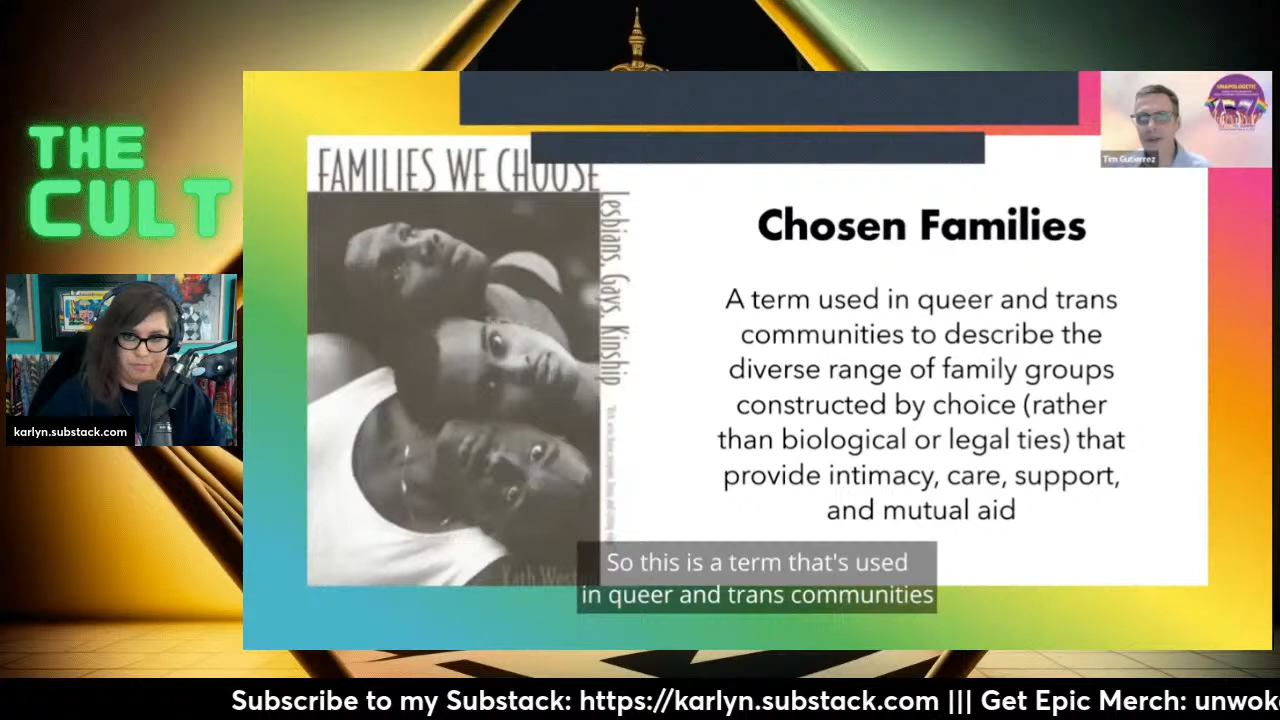 THE
CULT
karlyn.substack.com
FAMILIES WE CHOOSE
Lesbians, Gays, Kinship
Kath West
Chosen Families
A term used in queer and trans
communities to describe the
diverse range of family groups
constructed by choice (rather
than biological or legal ties) that
provide intimacy, care, support,
and mutual aid
So this is a term that's used
in queer and trans communities
UNAPOLOGETIC
Tim Gutierrez
Subscribe to my Substack: https://karlyn.substack.com ||| Get Epic Merch: unwok